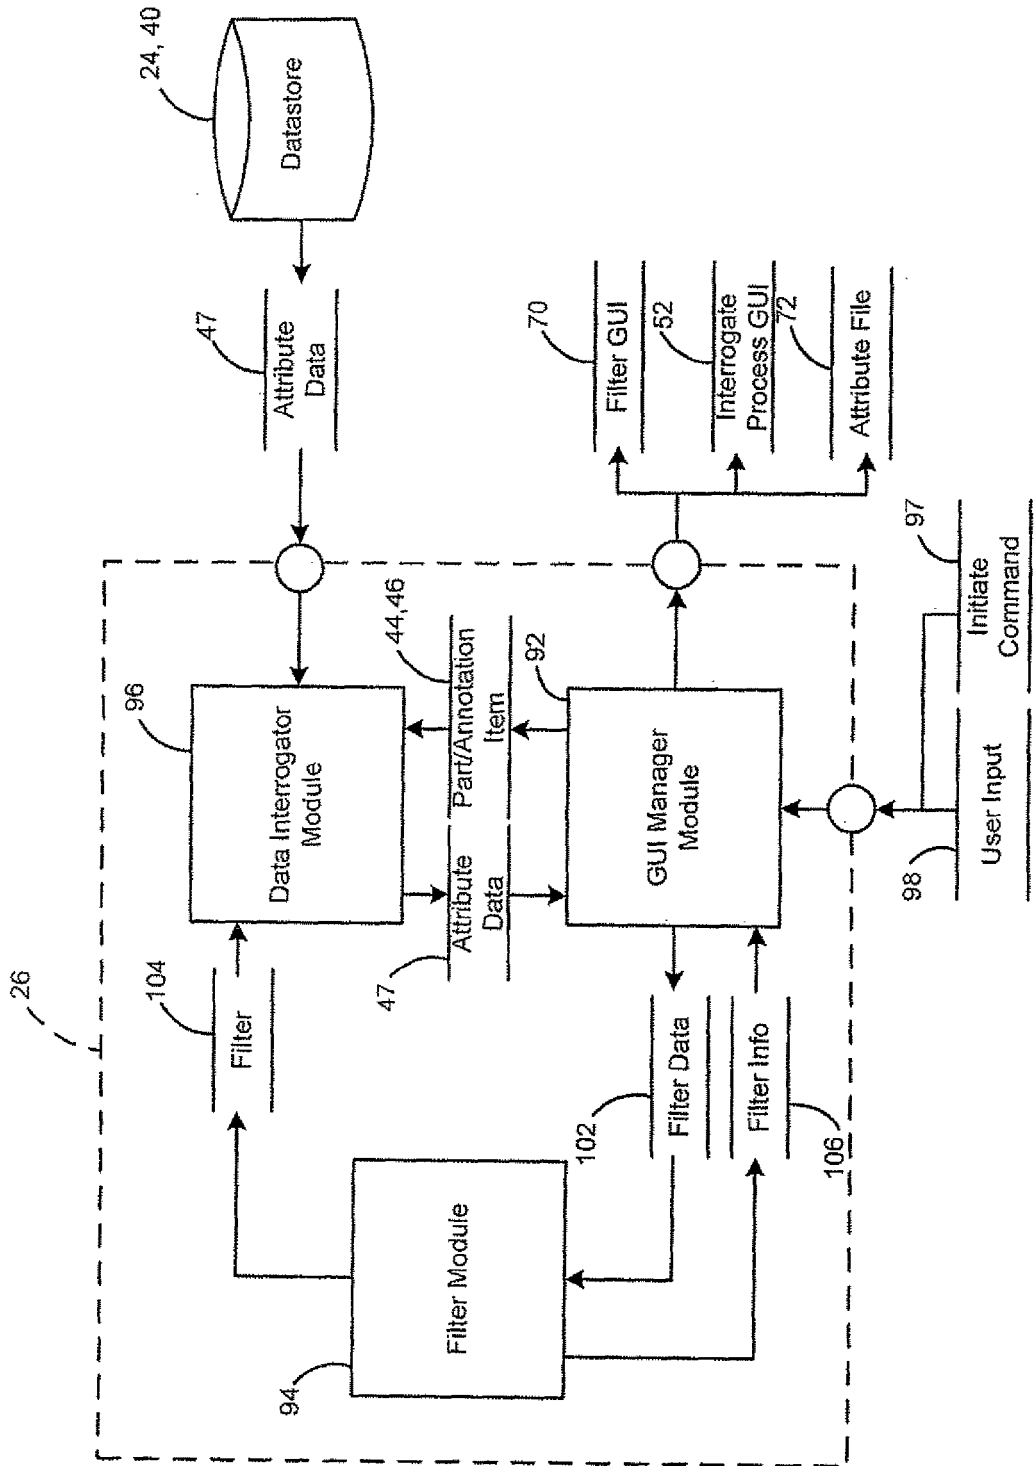 26
24, 40
96
104
47
Filter
Data Interrogator
Module
Attribute
Data
Datastore
94
47
44,46
Attribute
Data
Part/Annotation
Item
Filter Module
92
70
102
Filter GUI
GUI Manager
Module
52
Filter Data
Interrogate
Process GUI
Filter Info
72
106
Attribute File
98
97
User Input
Initiate
Command